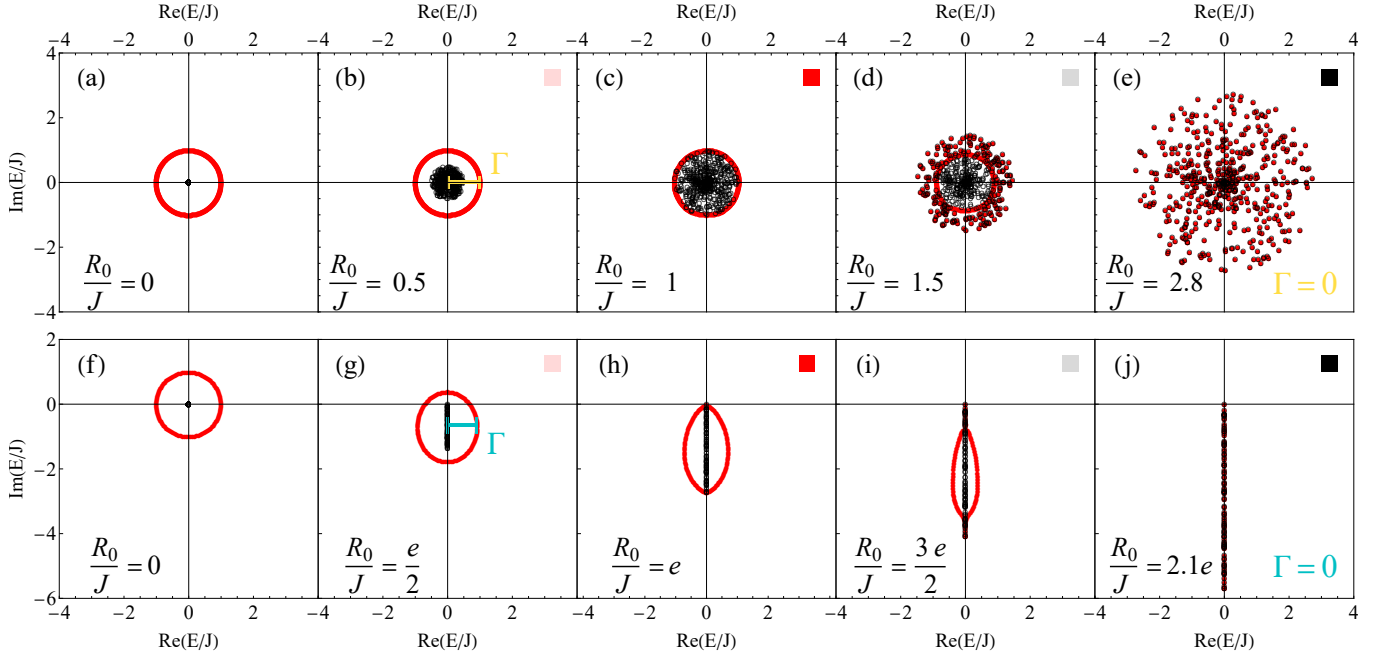 Re(E/J) Re(E/J) Re(E/J) Re(E/J) Re(E/J)
−4 −2 0 2 −4 −2 0 2 −4 −2 0 2 −4 −2 0 2 −4 −2 0 2 4
4 2 0 −2 −4
Im(E/J)
(a) (b) (c) (d) (e)
Γ
R₀/J = 0
R₀/J = 0.5
R₀/J = 1
R₀/J = 1.5
R₀/J = 2.8
Γ = 0
2 0 −2 −4 −6
Im(E/J)
(f) (g) (h) (i) (j)
Γ
R₀/J = 0
R₀/J = e/2
R₀/J = e
R₀/J = 3 e/2
R₀/J = 2.1e
Γ = 0
−4 −2 0 2 −4 −2 0 2 −4 −2 0 2 −4 −2 0 2 −4 −2 0 2 4
Re(E/J) Re(E/J) Re(E/J) Re(E/J) Re(E/J)